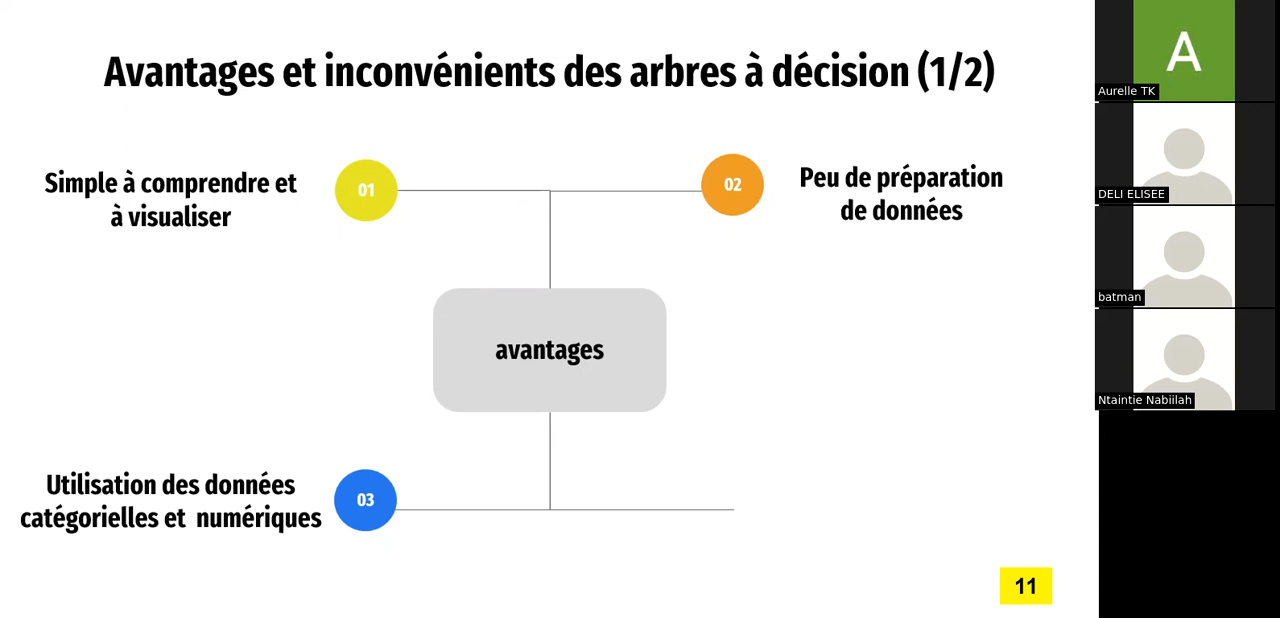 Avantages et inconvénients des arbres à décision (1/2)
Simple à comprendre et
à visualiser
01
02
Peu de préparation
de données
avantages
Utilisation des données
catégorielles et  numériques
03
11
A
Aurelle TK
DELI ELISEE
batman
Ntaintie Nabiilah